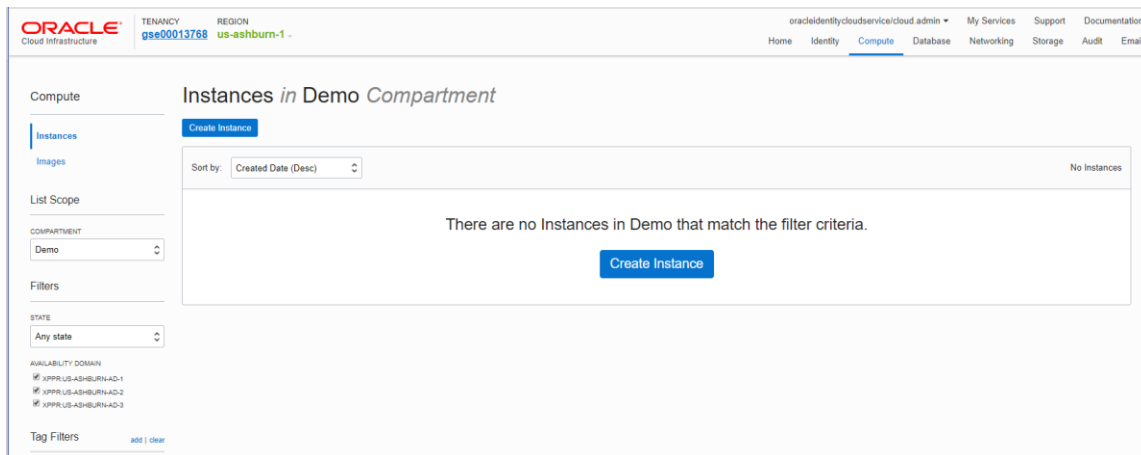 ORACLE
Cloud Infrastructure
TENANCY
gse00013768
REGION
us-ashburn-1
oracleidentitycloudservice/cloud.admin My Services Support Documentation
Home Identity Compute Database Networking Storage Audit Email
Compute
Instances
Images
List Scope
COMPARTMENT
Demo
Filters
STATE
Any state
AVAILABILITY DOMAIN
XPPR:US-ASHBURN-AD-1
XPPR:US-ASHBURN-AD-2
XPPR:US-ASHBURN-AD-3
Tag Filters add | clear
Instances in Demo Compartment
Create Instance
Sort by: Created Date (Desc) No Instances
There are no Instances in Demo that match the filter criteria.
Create Instance